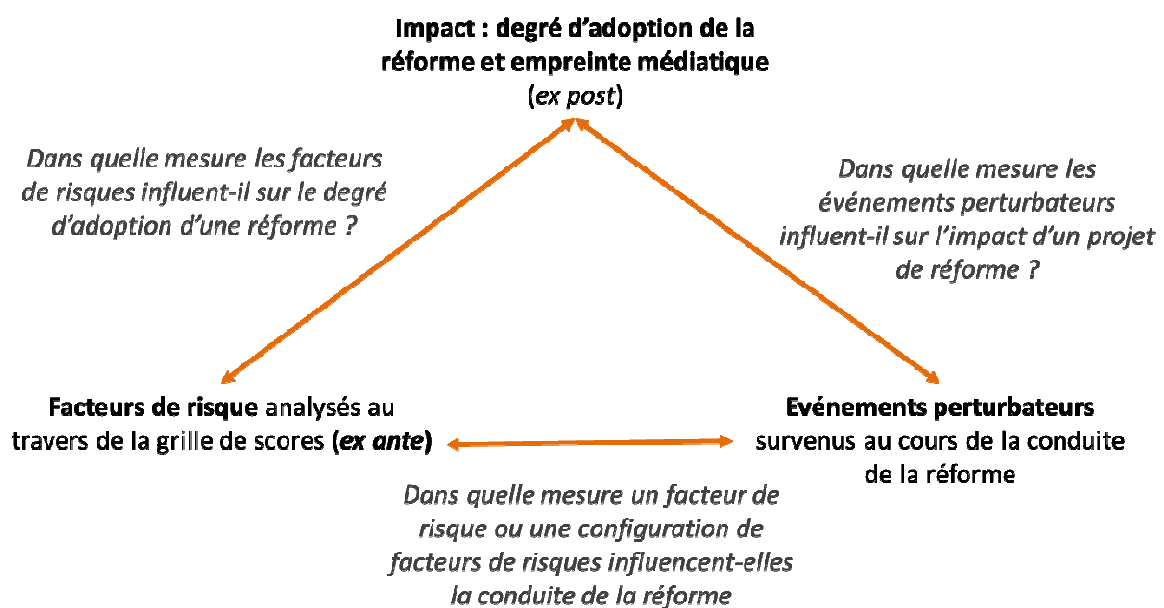 Impact : degré d'adoption de la
réforme et empreinte médiatique
(ex post)
Dans quelle mesure les facteurs
de risques influent-il sur le degré
d'adoption d'une réforme ?
Dans quelle mesure les
événements perturbateurs
influent-il sur l'impact d'un projet
de réforme ?
Facteurs de risque analysés au
travers de la grille de scores (ex ante)
Evénements perturbateurs
survenus au cours de la conduite
de la réforme
Dans quelle mesure un facteur de
risque ou une configuration de
facteurs de risques influencent-elles
la conduite de la réforme